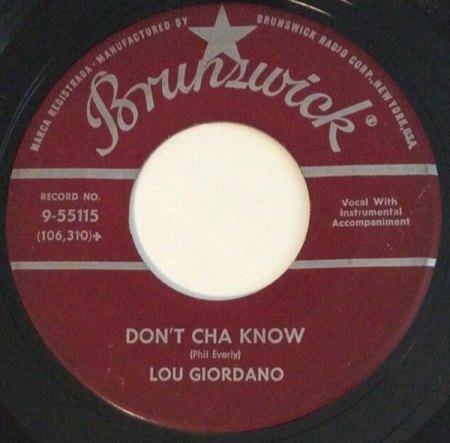 MARCA REGISTRADA · MANUFACTURED BY BRUNSWICK RADIO CORP., NEW YORK, USA
Brunswick®
RECORD NO.
9-55115
(106,310)+
Vocal With
Instrumental
Accompaniment
DON'T CHA KNOW
(Phil Everly)
LOU GIORDANO